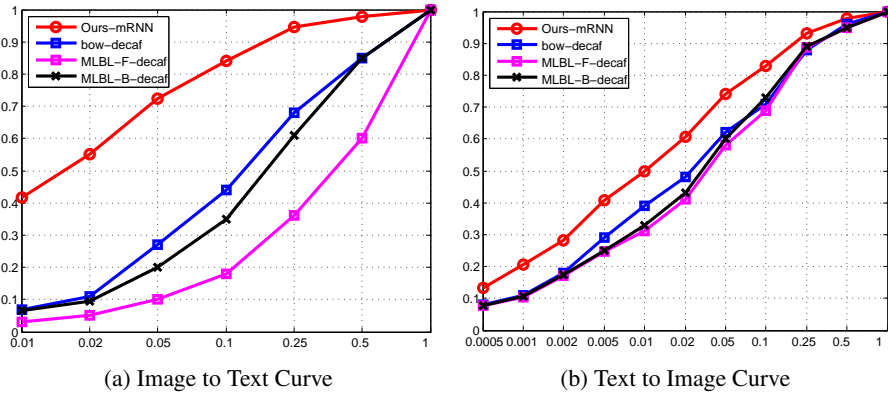 1
0.9
0.8
0.7
0.6
0.5
0.4
0.3
0.2
0.1
0
Ours−mRNN
bow−decaf
MLBL−F−decaf
MLBL−B−decaf
0.01 0.02 0.05 0.1 0.25 0.5 1
(a) Image to Text Curve
1
0.9
0.8
0.7
0.6
0.5
0.4
0.3
0.2
0.1
0
Ours−mRNN
bow−decaf
MLBL−F−decaf
MLBL−B−decaf
0.0005 0.001 0.002 0.005 0.01 0.02 0.05 0.1 0.25 0.5 1
(b) Text to Image Curve